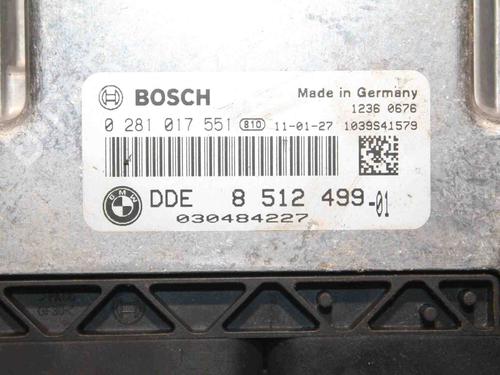 BOSCH
Made in Germany
1236 0676
0 281 017 551 810 11-01-27 1039S41579
BMW DDE 8 512 499-01
030484227